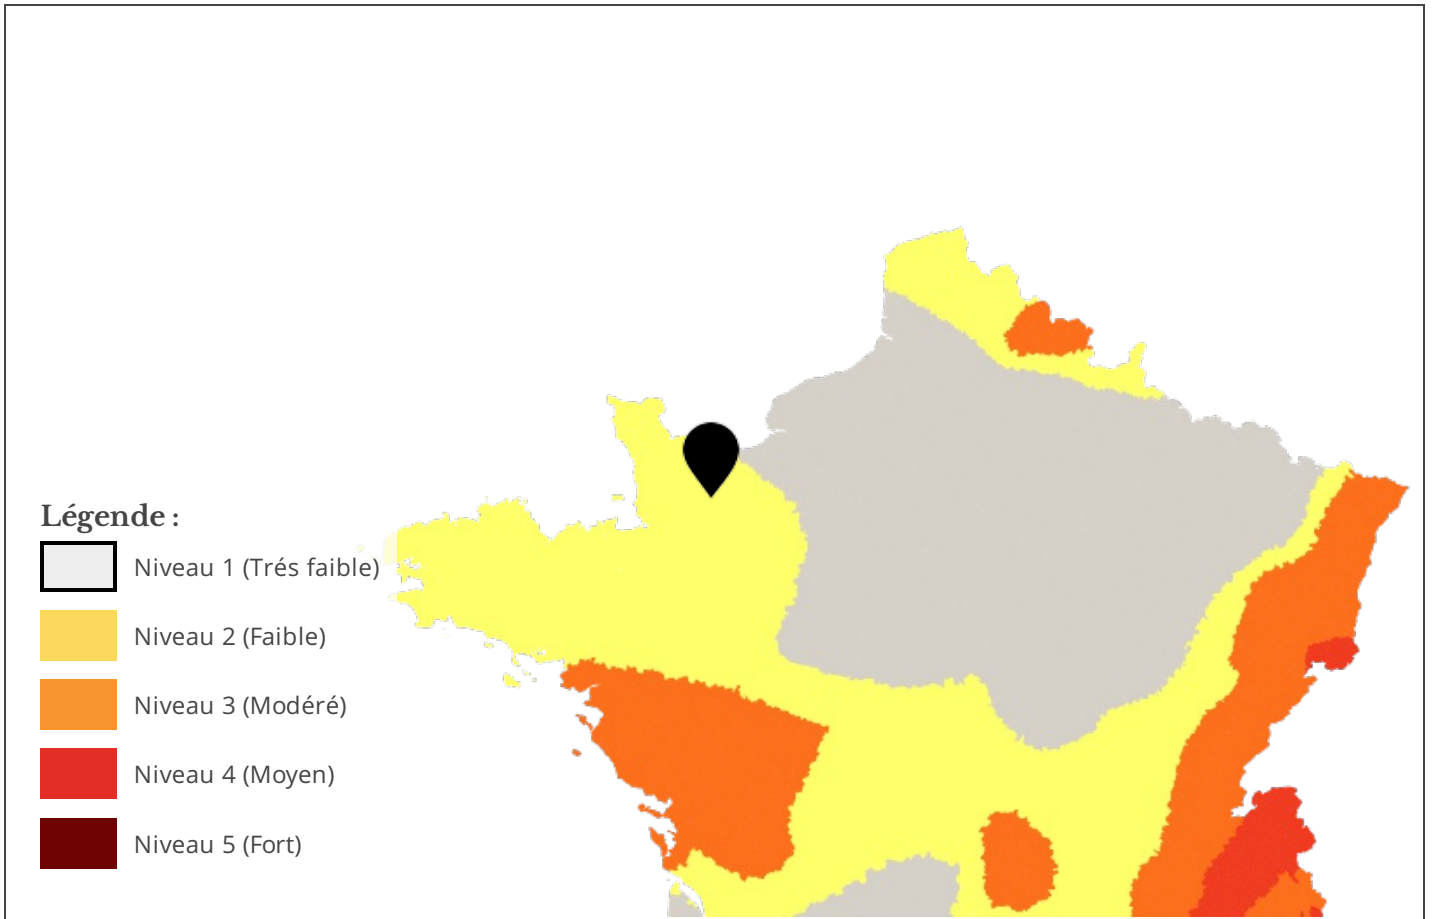 Légende :
Niveau 1 (Trés faible)
Niveau 2 (Faible)
Niveau 3 (Modéré)
Niveau 4 (Moyen)
Niveau 5 (Fort)